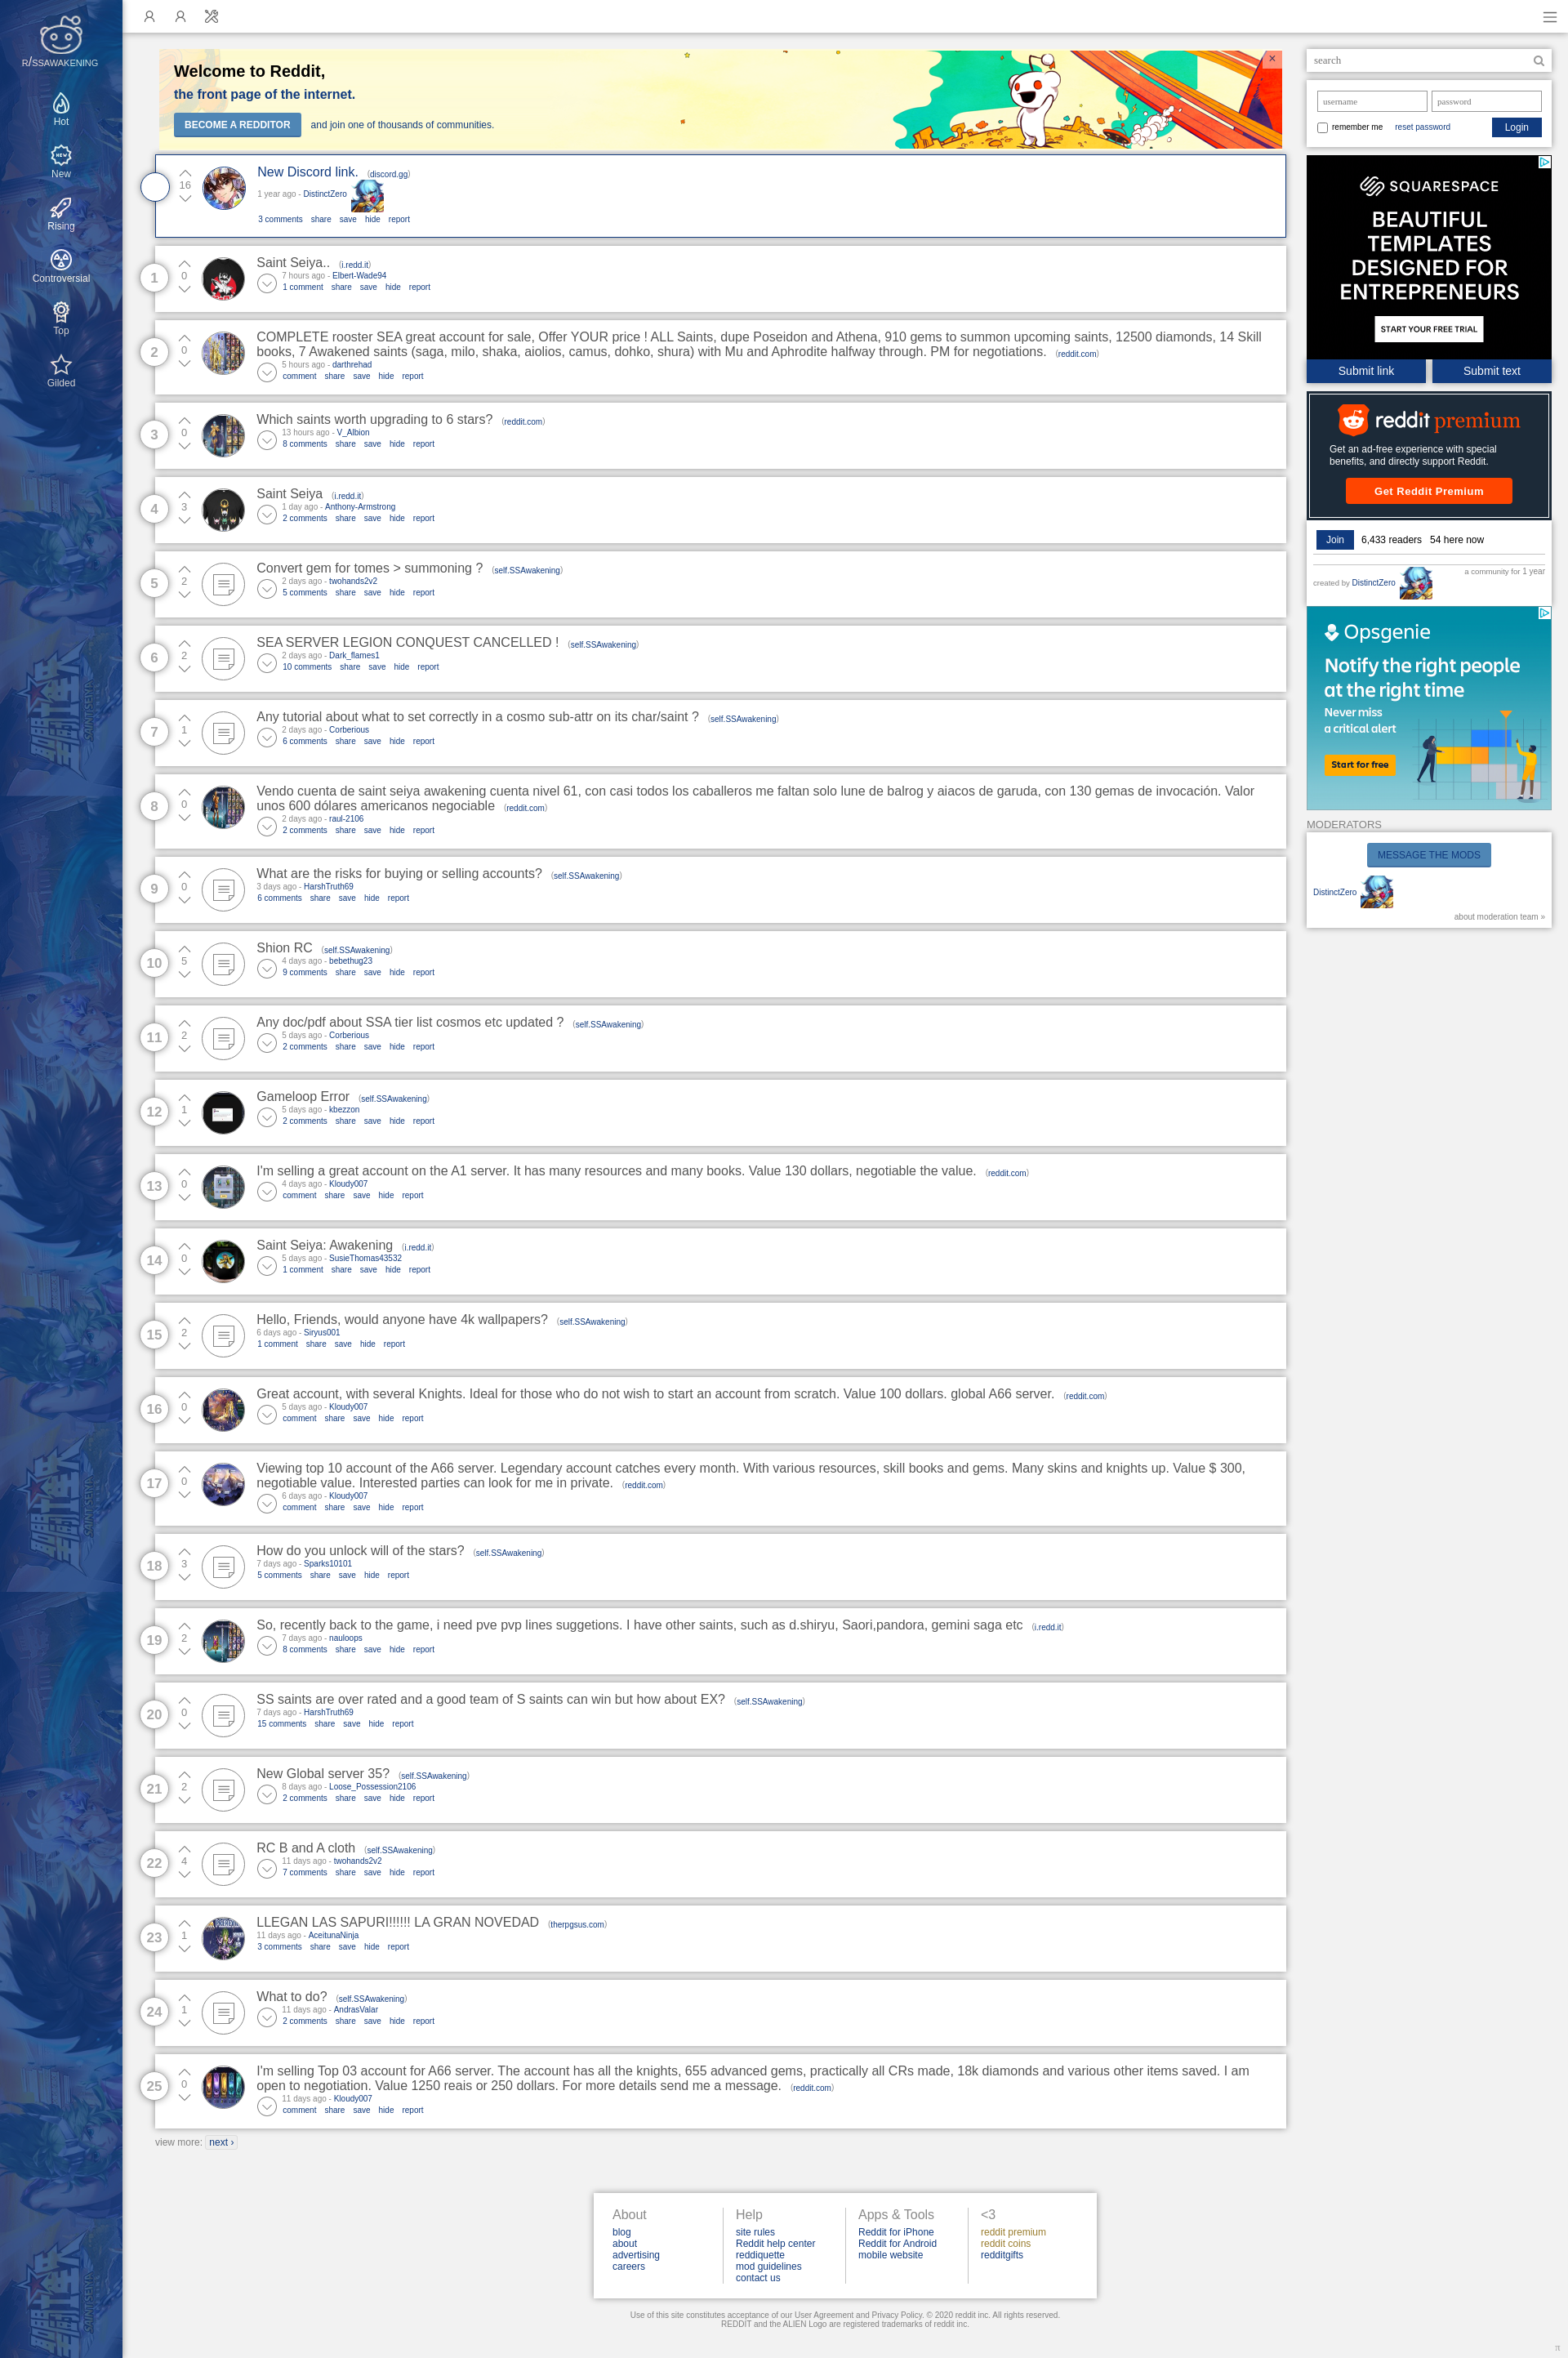 R/SSAWAKENING
Hot
New
Rising
Controversial
Top
Gilded
Welcome to Reddit,
the front page of the internet.
BECOME A REDDITOR
and join one of thousands of communities.
×
16
New Discord link. (discord.gg)
1 year ago - DistinctZero
3 comments share save hide report
1
0
Saint Seiya.. (i.redd.it)
7 hours ago - Elbert-Wade94
1 comment share save hide report
2
0
COMPLETE rooster SEA great account for sale, Offer YOUR price ! ALL Saints, dupe Poseidon and Athena, 910 gems to summon upcoming saints, 12500 diamonds, 14 Skill
books, 7 Awakened saints (saga, milo, shaka, aiolios, camus, dohko, shura) with Mu and Aphrodite halfway through. PM for negotiations. (reddit.com)
5 hours ago - darthrehad
comment share save hide report
3
0
Which saints worth upgrading to 6 stars? (reddit.com)
13 hours ago - V_Albion
8 comments share save hide report
4
3
Saint Seiya (i.redd.it)
1 day ago - Anthony-Armstrong
2 comments share save hide report
5
2
Convert gem for tomes > summoning ? (self.SSAwakening)
2 days ago - twohands2v2
5 comments share save hide report
6
2
SEA SERVER LEGION CONQUEST CANCELLED ! (self.SSAwakening)
2 days ago - Dark_flames1
10 comments share save hide report
7
1
Any tutorial about what to set correctly in a cosmo sub-attr on its char/saint ? (self.SSAwakening)
2 days ago - Corberious
6 comments share save hide report
8
0
Vendo cuenta de saint seiya awakening cuenta nivel 61, con casi todos los caballeros me faltan solo lune de balrog y aiacos de garuda, con 130 gemas de invocación. Valor
unos 600 dólares americanos negociable (reddit.com)
2 days ago - raul-2106
2 comments share save hide report
9
0
What are the risks for buying or selling accounts? (self.SSAwakening)
3 days ago - HarshTruth69
6 comments share save hide report
10
5
Shion RC (self.SSAwakening)
4 days ago - bebethug23
9 comments share save hide report
11
2
Any doc/pdf about SSA tier list cosmos etc updated ? (self.SSAwakening)
5 days ago - Corberious
2 comments share save hide report
12
1
Gameloop Error (self.SSAwakening)
5 days ago - kbezzon
2 comments share save hide report
13
0
I'm selling a great account on the A1 server. It has many resources and many books. Value 130 dollars, negotiable the value. (reddit.com)
4 days ago - Kloudy007
comment share save hide report
14
0
Saint Seiya: Awakening (i.redd.it)
5 days ago - SusieThomas43532
1 comment share save hide report
15
2
Hello, Friends, would anyone have 4k wallpapers? (self.SSAwakening)
6 days ago - Siryus001
1 comment share save hide report
16
0
Great account, with several Knights. Ideal for those who do not wish to start an account from scratch. Value 100 dollars. global A66 server. (reddit.com)
5 days ago - Kloudy007
comment share save hide report
17
0
Viewing top 10 account of the A66 server. Legendary account catches every month. With various resources, skill books and gems. Many skins and knights up. Value $ 300,
negotiable value. Interested parties can look for me in private. (reddit.com)
6 days ago - Kloudy007
comment share save hide report
18
3
How do you unlock will of the stars? (self.SSAwakening)
7 days ago - Sparks10101
5 comments share save hide report
19
2
So, recently back to the game, i need pve pvp lines suggetions. I have other saints, such as d.shiryu, Saori,pandora, gemini saga etc (i.redd.it)
7 days ago - nauloops
8 comments share save hide report
20
0
SS saints are over rated and a good team of S saints can win but how about EX? (self.SSAwakening)
7 days ago - HarshTruth69
15 comments share save hide report
21
2
New Global server 35? (self.SSAwakening)
8 days ago - Loose_Possession2106
2 comments share save hide report
22
4
RC B and A cloth (self.SSAwakening)
11 days ago - twohands2v2
7 comments share save hide report
23
1
LLEGAN LAS SAPURI!!!!!! LA GRAN NOVEDAD (therpgsus.com)
11 days ago - AceitunaNinja
3 comments share save hide report
24
1
What to do? (self.SSAwakening)
11 days ago - AndrasValar
2 comments share save hide report
25
0
I'm selling Top 03 account for A66 server. The account has all the knights, 655 advanced gems, practically all CRs made, 18k diamonds and various other items saved. I am
open to negotiation. Value 1250 reais or 250 dollars. For more details send me a message. (reddit.com)
11 days ago - Kloudy007
comment share save hide report
view more: next ›
search
username password
remember me reset password Login
SQUARESPACE
BEAUTIFUL
TEMPLATES
DESIGNED FOR
ENTREPRENEURS
START YOUR FREE TRIAL
Submit link Submit text
reddit premium
Get an ad-free experience with special
benefits, and directly support Reddit.
Get Reddit Premium
Join 6,433 readers 54 here now
created by DistinctZero a community for 1 year
Opsgenie
Notify the right people
at the right time
Never miss
a critical alert
Start for free
MODERATORS
MESSAGE THE MODS
DistinctZero
about moderation team »
About
blog
about
advertising
careers
Help
site rules
Reddit help center
reddiquette
mod guidelines
contact us
Apps & Tools
Reddit for iPhone
Reddit for Android
mobile website
<3
reddit premium
reddit coins
redditgifts
Use of this site constitutes acceptance of our User Agreement and Privacy Policy. © 2020 reddit inc. All rights reserved.
REDDIT and the ALIEN Logo are registered trademarks of reddit inc.